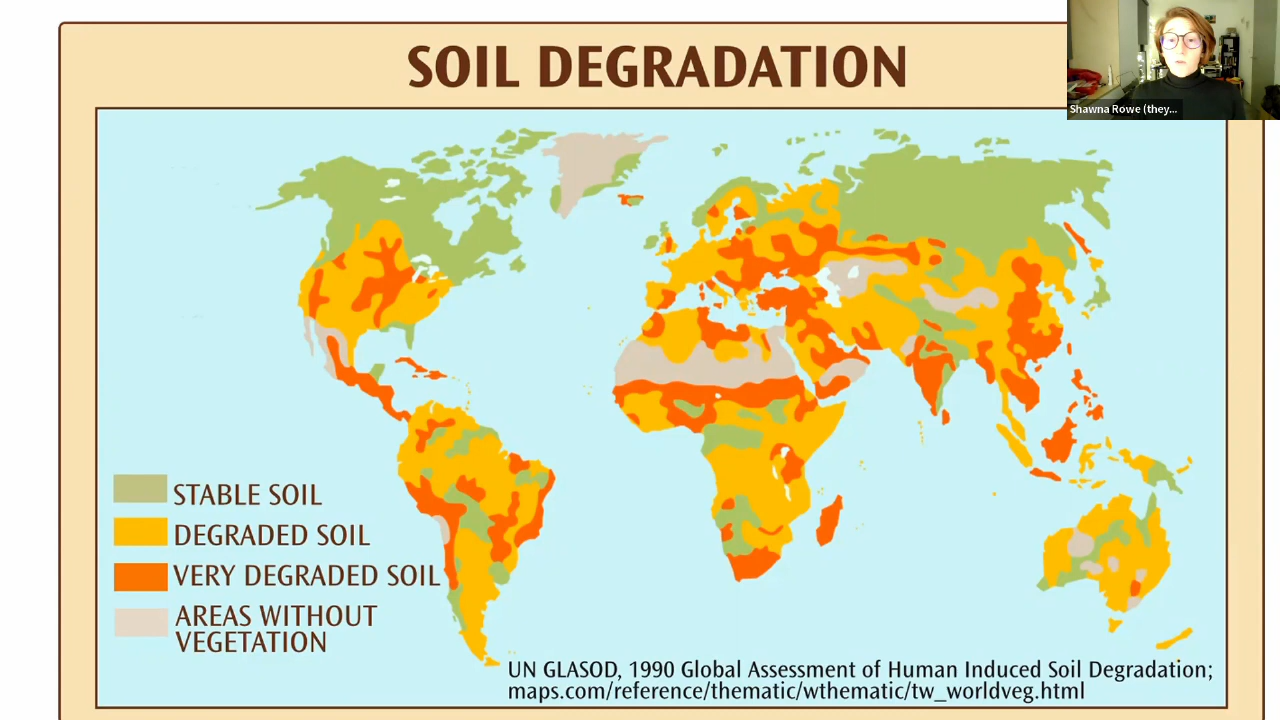 SOIL DEGRADATION
Shawna Rowe (they...
STABLE SOIL
DEGRADED SOIL
VERY DEGRADED SOIL
AREAS WITHOUT
VEGETATION
UN GLASOD, 1990 Global Assessment of Human Induced Soil Degradation;
maps.com/reference/thematic/wthematic/tw_worldveg.html